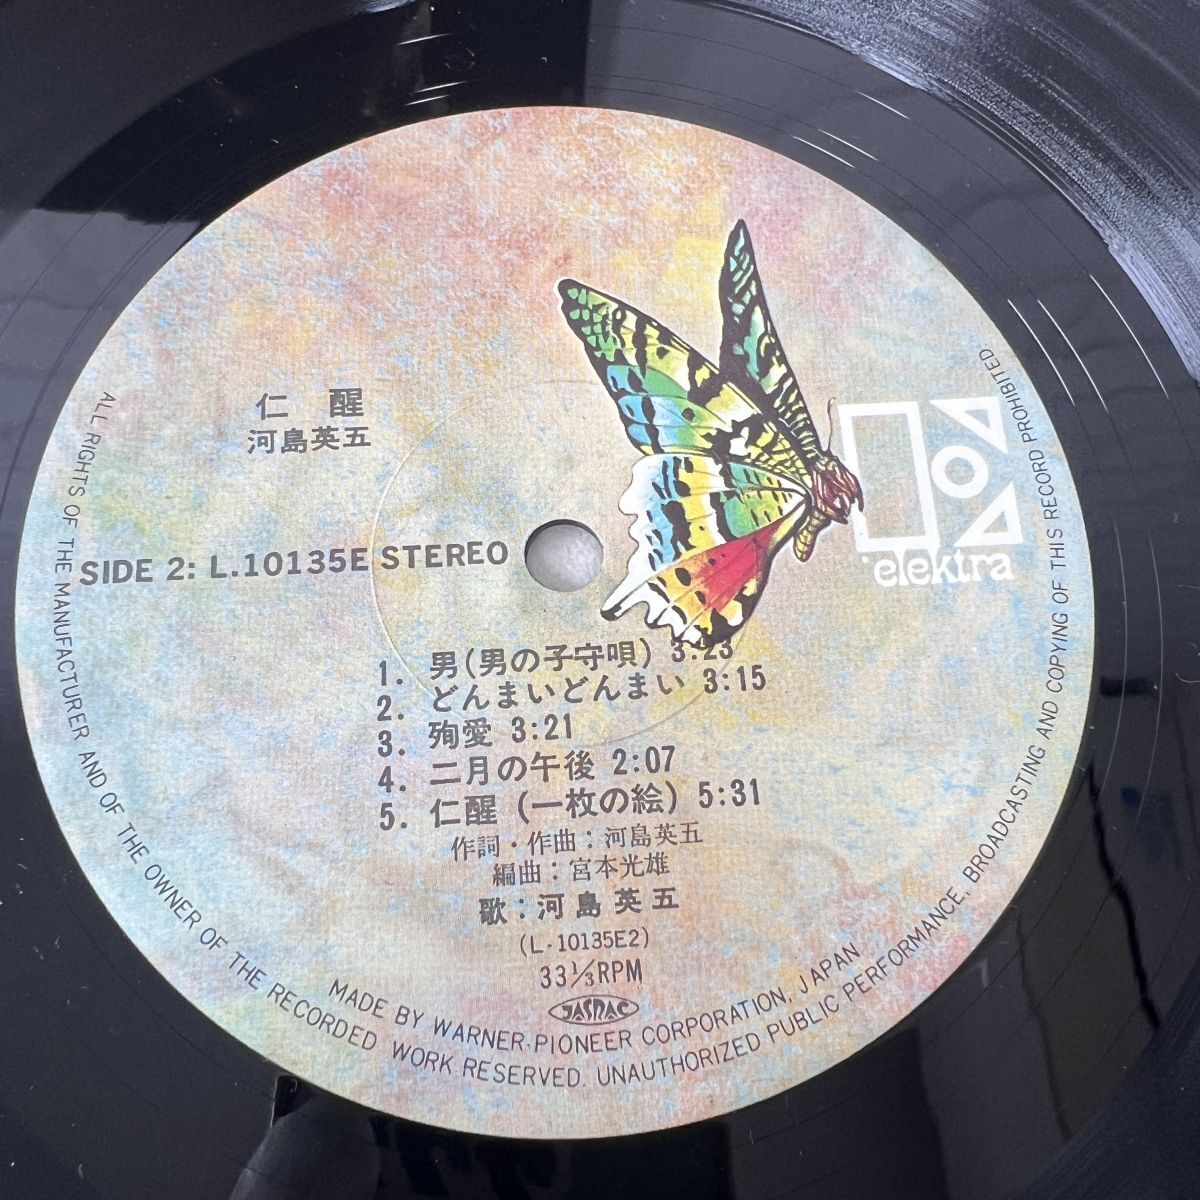 仁 醒
河島英五
elektra
SIDE 2: L.10135E STEREO
1. 男(男の子守唄) 3:23
2. どんまいどんまい 3:15
3. 殉愛 3:21
4. 二月の午後 2:07
5. 仁醒 (一枚の絵) 5:31
作詞・作曲:河島英五
編曲:宮本光雄
歌:河島英五
(L・10135E2)
33⅓RPM
JASRAC
MADE BY WARNER-PIONEER CORPORATION, JAPAN
ALL RIGHTS OF THE MANUFACTURER AND OF THE OWNER OF THE RECORDED WORK RESERVED. UNAUTHORIZED PUBLIC PERFORMANCE, BROADCASTING AND COPYING OF THIS RECORD PROHIBITED.